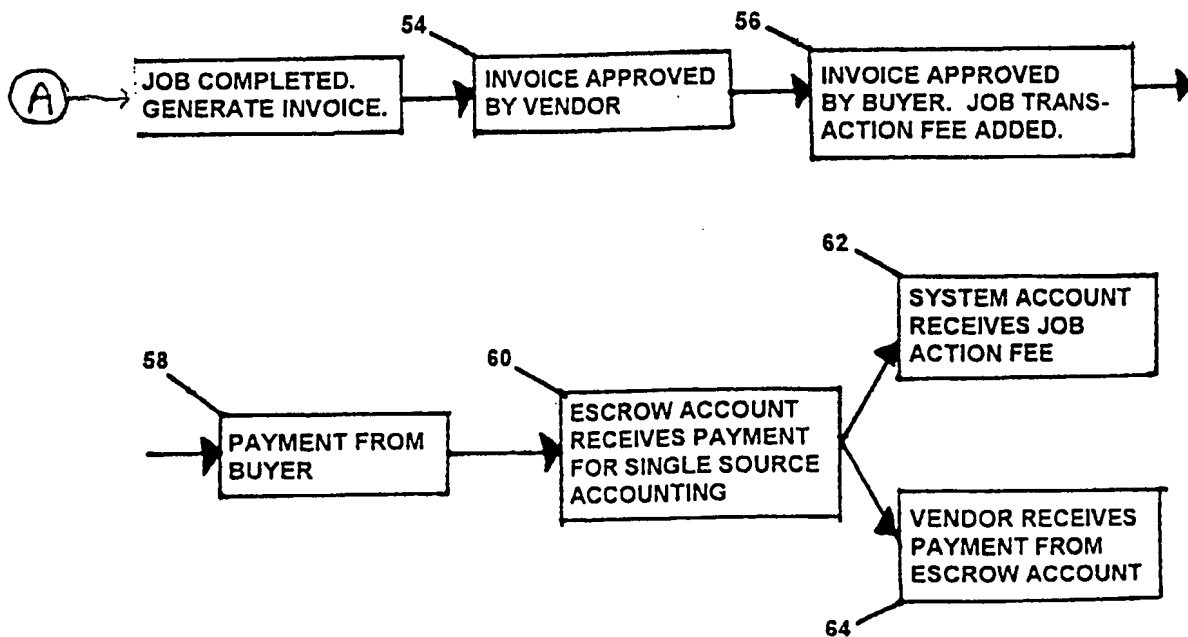 54
56
A
JOB COMPLETED.
GENERATE INVOICE.
INVOICE APPROVED
BY VENDOR
INVOICE APPROVED
BY BUYER. JOB TRANS-
ACTION FEE ADDED.
62
SYSTEM ACCOUNT
RECEIVES JOB
ACTION FEE
58
PAYMENT FROM
BUYER
60
ESCROW ACCOUNT
RECEIVES PAYMENT
FOR SINGLE SOURCE
ACCOUNTING
VENDOR RECEIVES
PAYMENT FROM
ESCROW ACCOUNT
64